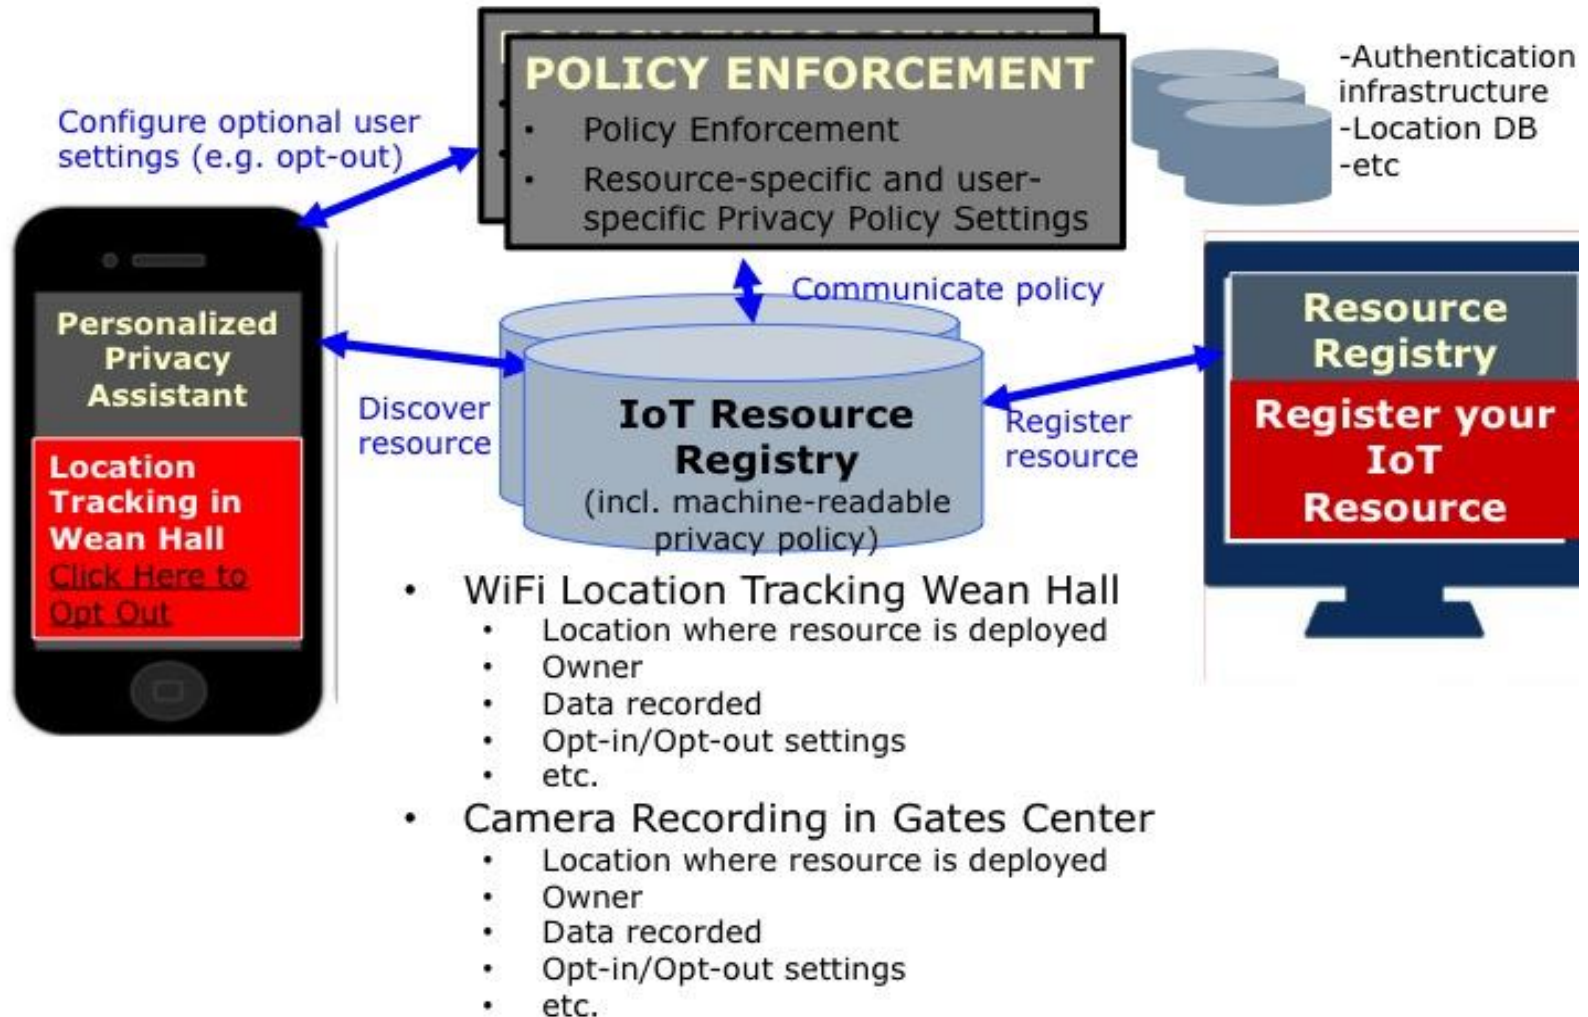 POLICY ENFORCEMENT
• Policy Enforcement
• Resource-specific and user-
specific Privacy Policy Settings
-Authentication
infrastructure
-Location DB
-etc
Configure optional user
settings (e.g. opt-out)
Communicate policy
Personalized
Privacy
Assistant
Location
Tracking in
Wean Hall
Click Here to
Opt Out
Discover
resource
IoT Resource
Registry
(incl. machine-readable
privacy policy)
Register
resource
Resource
Registry
Register your
IoT
Resource
• WiFi Location Tracking Wean Hall
• Location where resource is deployed
• Owner
• Data recorded
• Opt-in/Opt-out settings
• etc.
• Camera Recording in Gates Center
• Location where resource is deployed
• Owner
• Data recorded
• Opt-in/Opt-out settings
• etc.